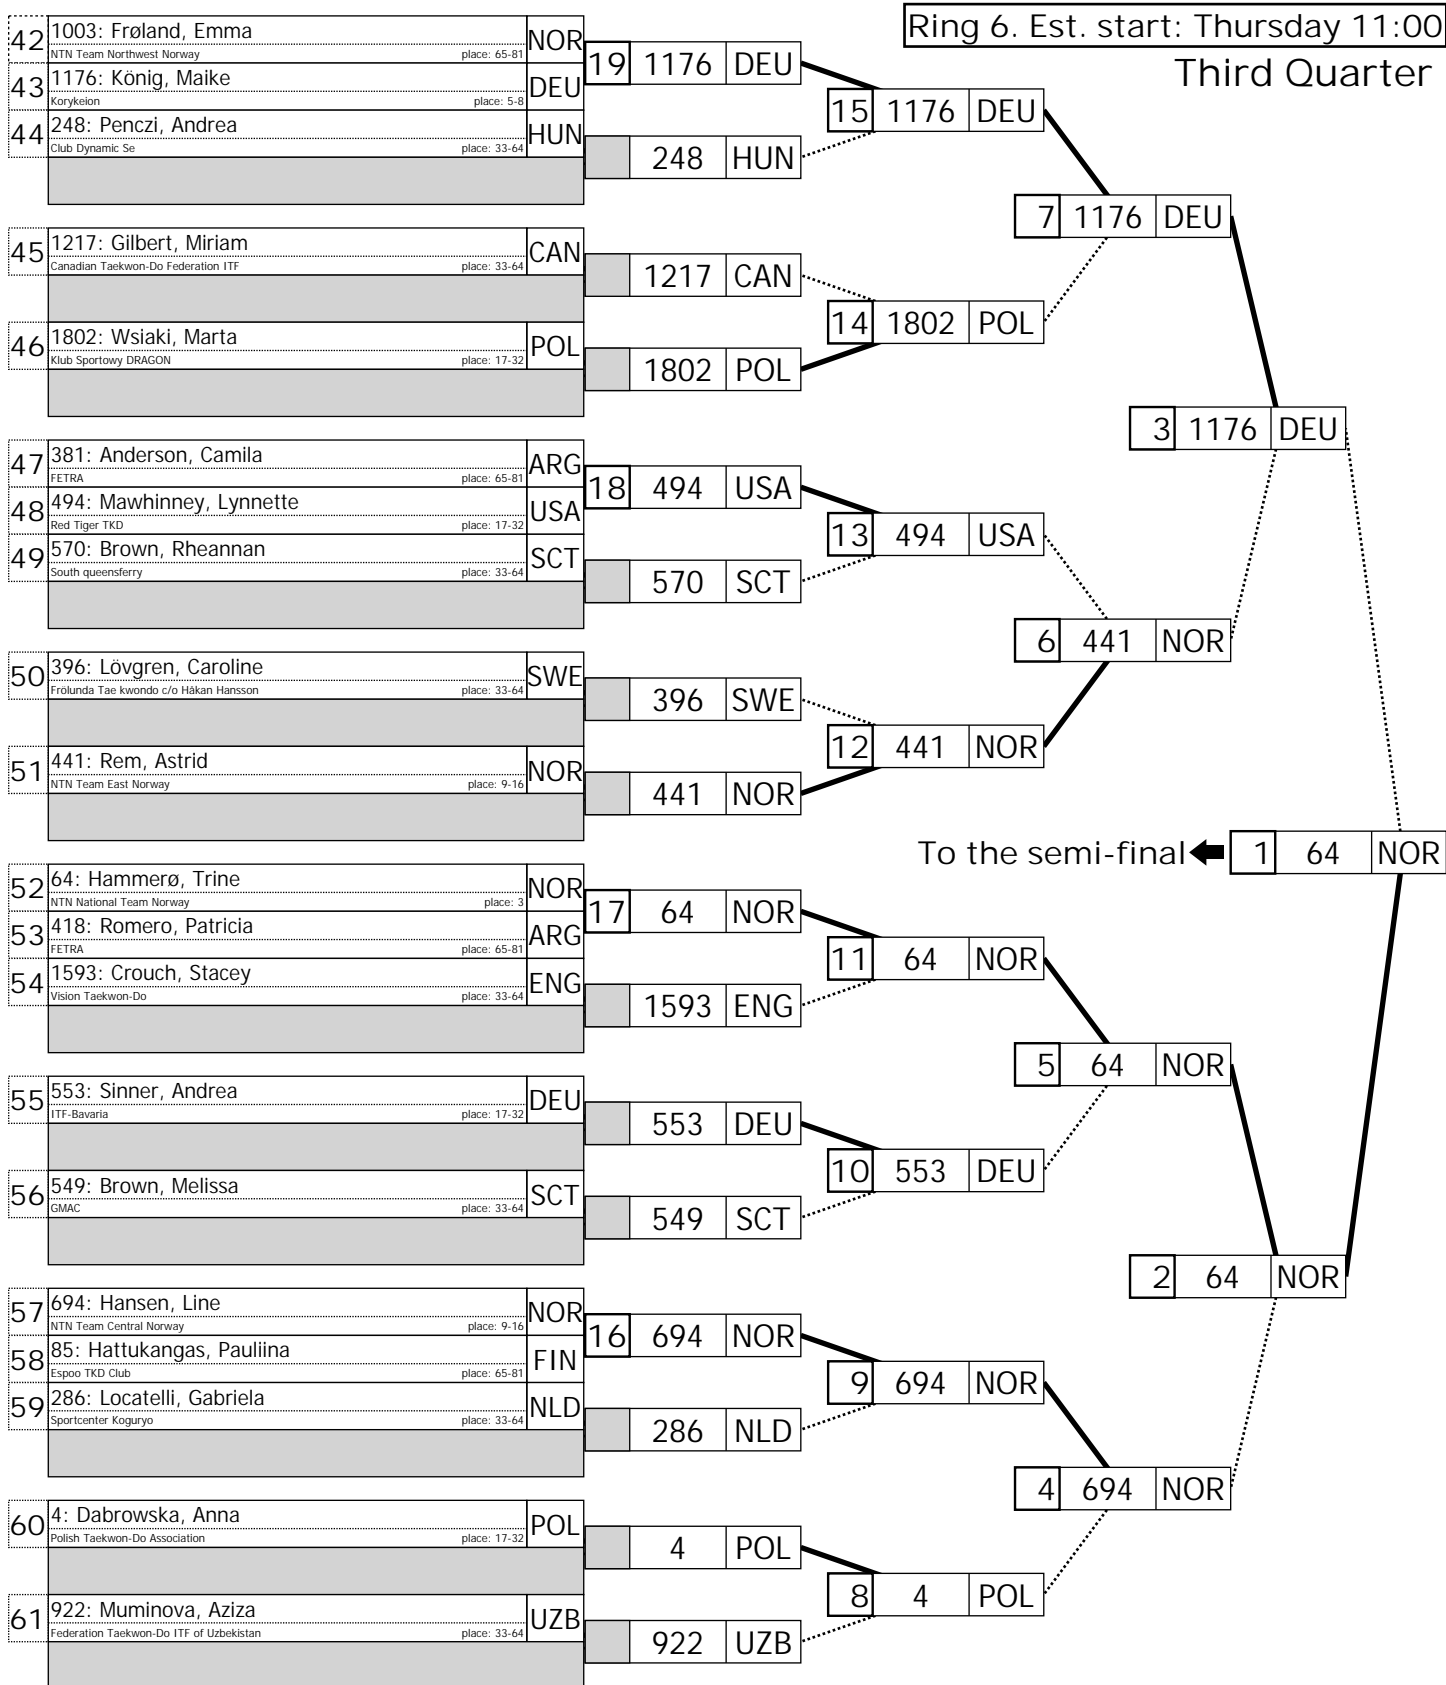 Ring 6. Est. start: Thursday 11:00
Third Quarter
42 1003: Frøland, Emma NOR
NTN Team Northwest Norway place: 65-81
43 1176: König, Maike DEU
Korykeion place: 5-8
44 248: Penczi, Andrea HUN
Club Dynamic Se place: 33-64
19 1176 DEU
248 HUN
15 1176 DEU
45 1217: Gilbert, Miriam CAN
Canadian Taekwon-Do Federation ITF place: 33-64
46 1802: Wsiaki, Marta POL
Klub Sportowy DRAGON place: 17-32
1217 CAN
1802 POL
14 1802 POL
7 1176 DEU
47 381: Anderson, Camila ARG
FETRA place: 65-81
48 494: Mawhinney, Lynnette USA
Red Tiger TKD place: 17-32
49 570: Brown, Rheannan SCT
South queensferry place: 33-64
18 494 USA
570 SCT
13 494 USA
50 396: Lövgren, Caroline SWE
Frölunda Tae kwondo c/o Håkan Hansson place: 33-64
51 441: Rem, Astrid NOR
NTN Team East Norway place: 9-16
396 SWE
441 NOR
12 441 NOR
6 441 NOR
3 1176 DEU
52 64: Hammerø, Trine NOR
NTN National Team Norway place: 3
53 418: Romero, Patricia ARG
FETRA place: 65-81
54 1593: Crouch, Stacey ENG
Vision Taekwon-Do place: 33-64
17 64 NOR
1593 ENG
11 64 NOR
55 553: Sinner, Andrea DEU
ITF-Bavaria place: 17-32
56 549: Brown, Melissa SCT
GMAC place: 33-64
553 DEU
549 SCT
10 553 DEU
5 64 NOR
57 694: Hansen, Line NOR
NTN Team Central Norway place: 9-16
58 85: Hattukangas, Pauliina FIN
Espoo TKD Club place: 65-81
59 286: Locatelli, Gabriela NLD
Sportcenter Koguryo place: 33-64
16 694 NOR
286 NLD
9 694 NOR
60 4: Dabrowska, Anna POL
Polish Taekwon-Do Association place: 17-32
61 922: Muminova, Aziza UZB
Federation Taekwon-Do ITF of Uzbekistan place: 33-64
4 POL
922 UZB
8 4 POL
4 694 NOR
2 64 NOR
To the semi-final 1 64 NOR